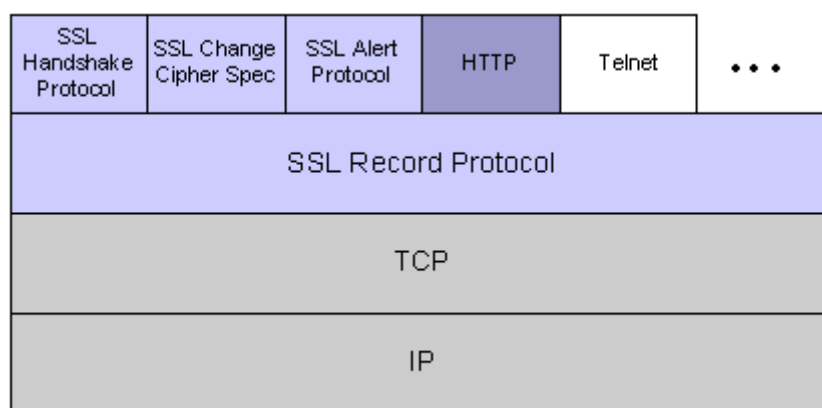 SSL
Handshake
Protocol
SSL Change
Cipher Spec
SSL Alert
Protocol
HTTP
Telnet
•••
SSL Record Protocol
TCP
IP